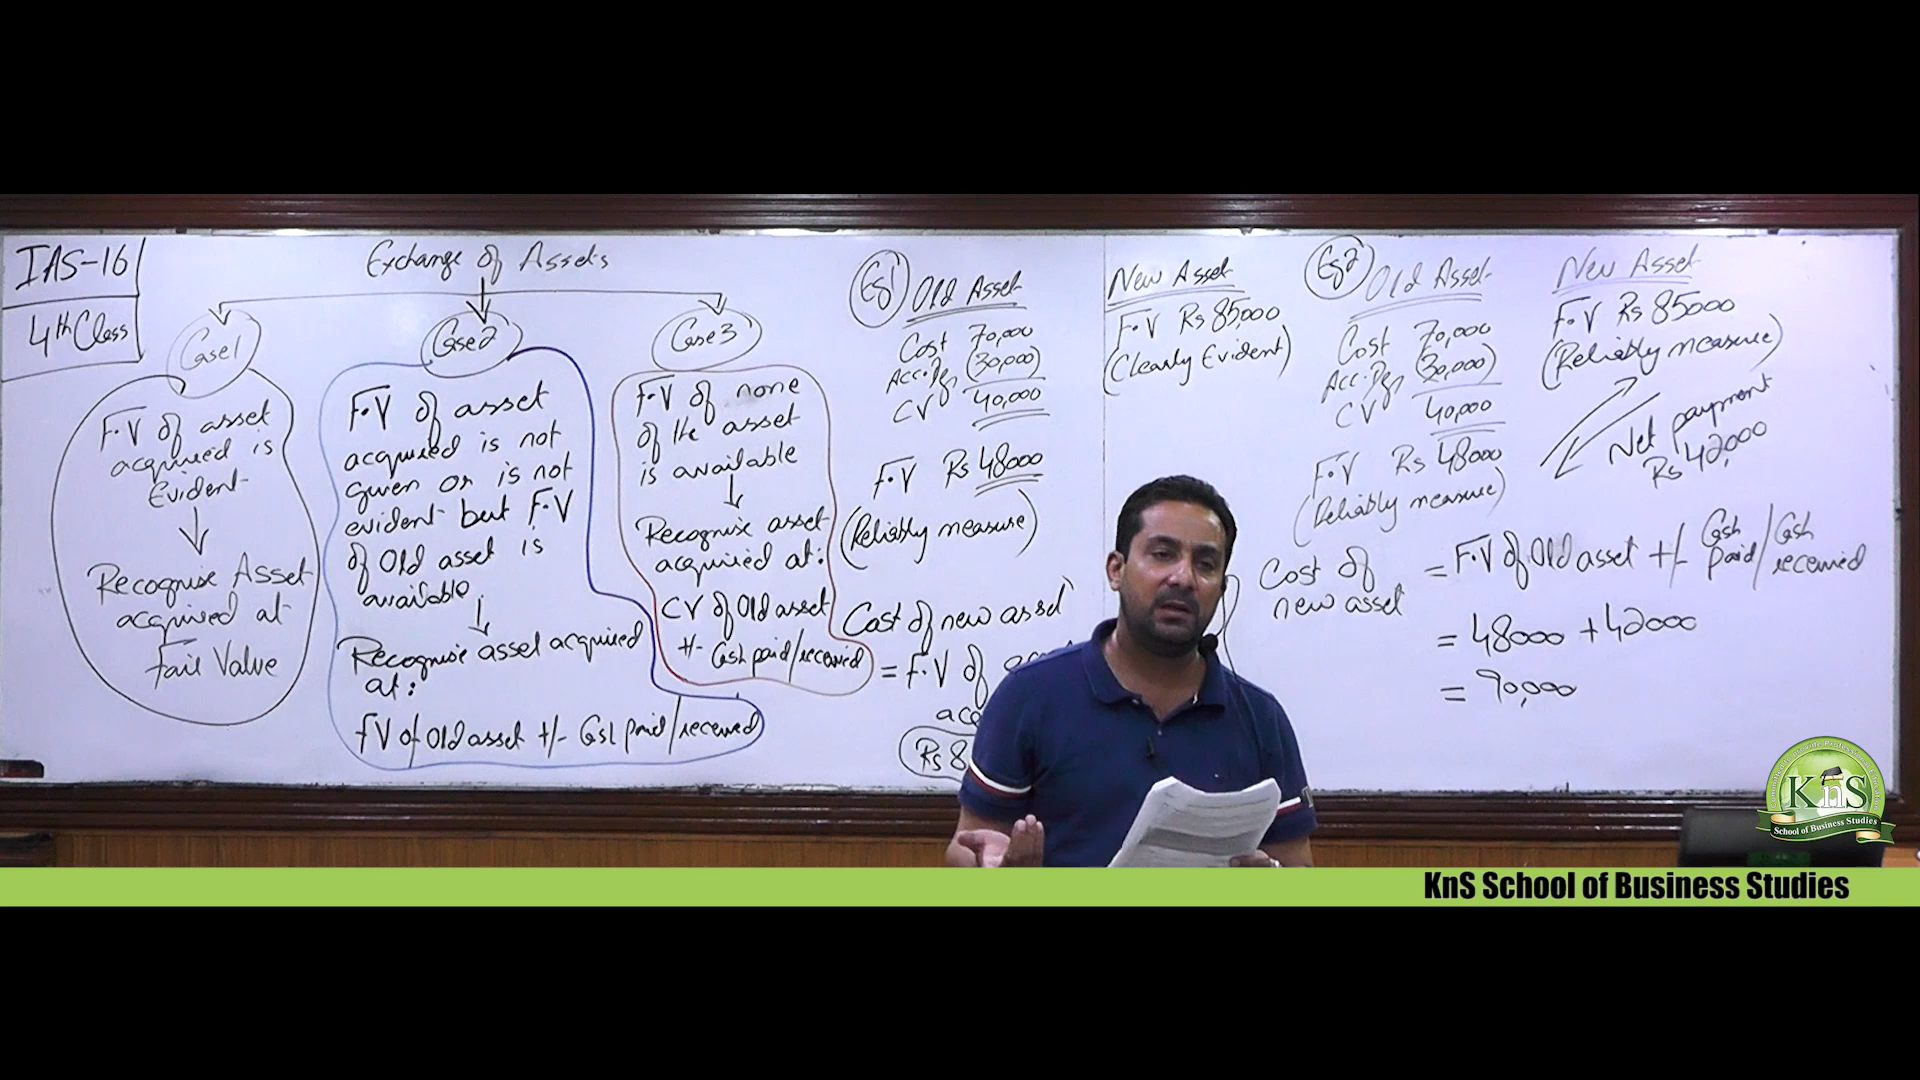 IAS-16
4th Class
Exchange of Assets
Case1
F.V of asset
acquired is
Evident
Recognise Asset
acquired at
Fair Value
Case2
F.V of asset
acquired is not
given or is not
evident but F.V
of Old asset is
available
Recognise asset acquired
at:
FV of Old asset +/- Cash paid/received
Case3
F.V of none
of the asset
is available
Recognise asset
acquired at:
CV of Old asset
+/- Cash paid/received
Eg1
Old Asset
Cost 70,000
Acc.Dep (30,000)
CV 40,000
F.V Rs 48000
(Reliably measure)
Cost of new asset
= F.V of
Rs 8
New Asset
F.V Rs 85,000
(Clearly Evident)
Eg2
Old Asset
Cost 70,000
Acc.Dep (30,000)
CV 40,000
F.V Rs 48000
(Reliably measure)
New Asset
F.V Rs 85000
(Reliably measure)
Net payment
Rs 42,000
Cost of
new asset
= F.V of Old asset +/- Cash paid/Cash received
= 48000 + 42000
= 90,000
KnS
School of Business Studies
KnS School of Business Studies